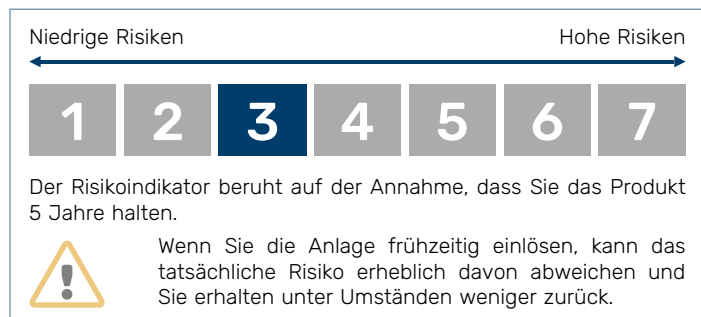 Niedrige Risiken Hohe Risiken
1 2 3 4 5 6 7
Der Risikoindikator beruht auf der Annahme, dass Sie das Produkt
5 Jahre halten.
Wenn Sie die Anlage frühzeitig einlösen, kann das
tatsächliche Risiko erheblich davon abweichen und
Sie erhalten unter Umständen weniger zurück.